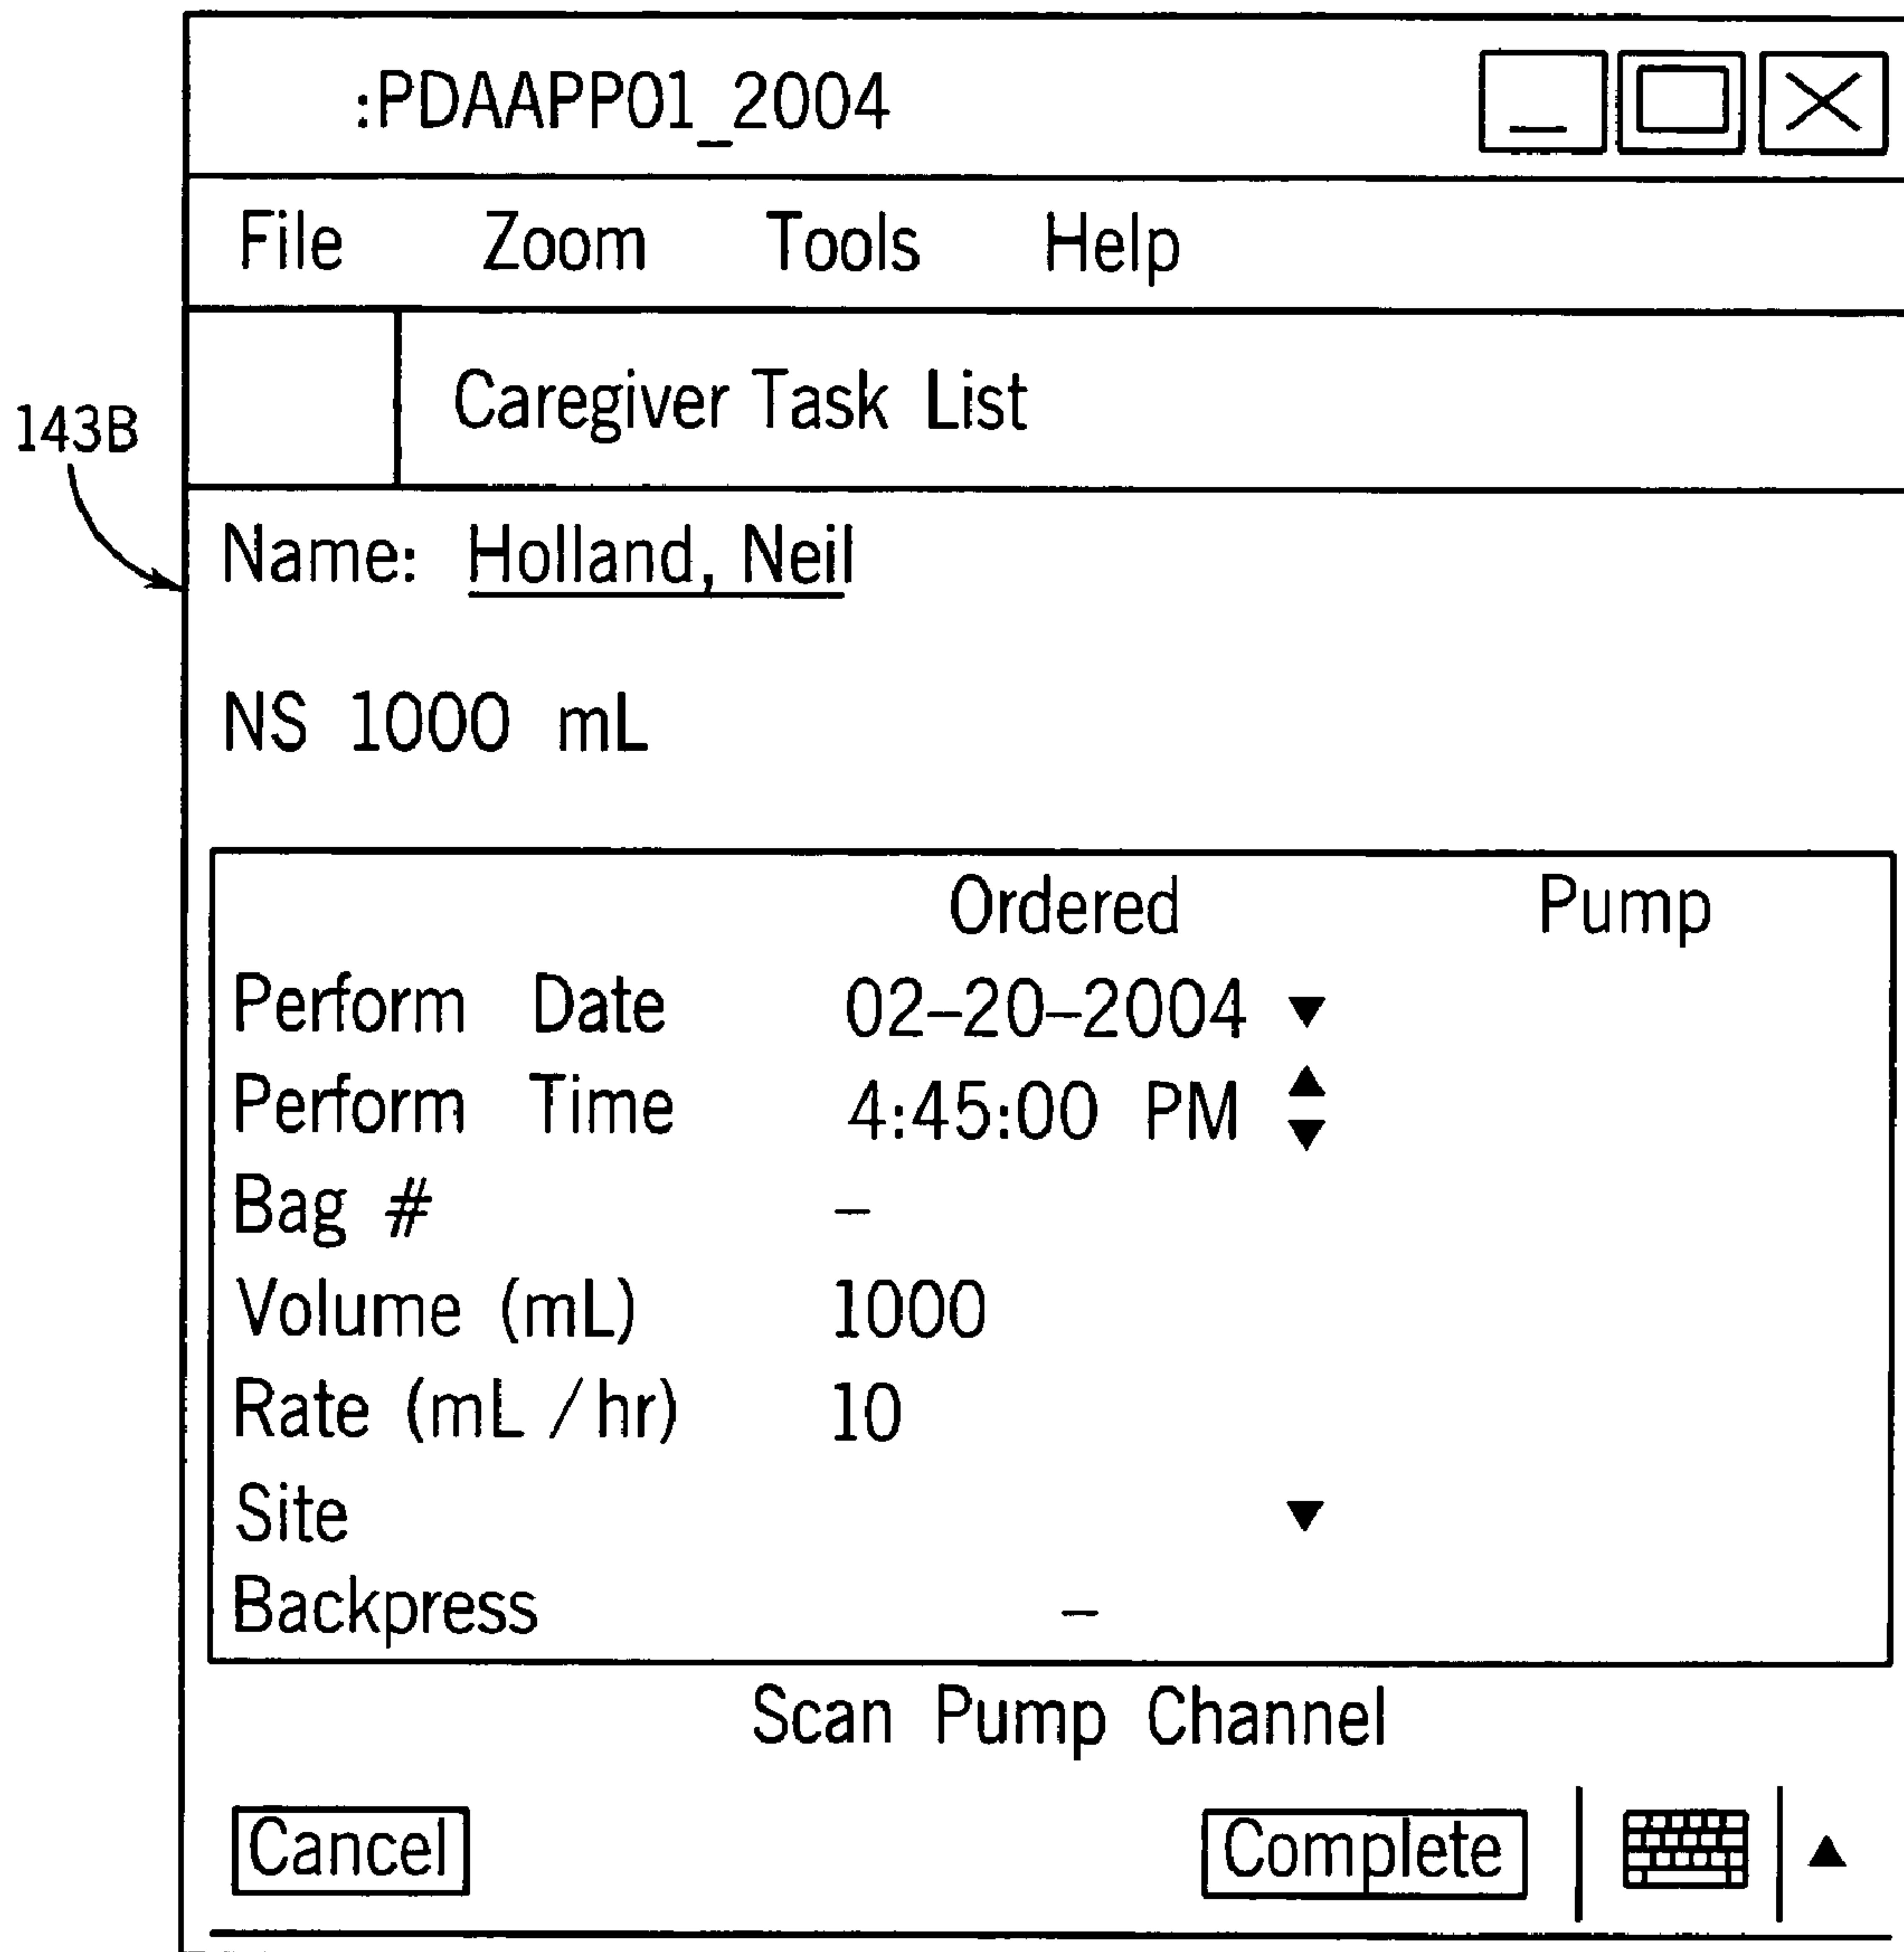 :PDAAPP01_2004
File Zoom Tools Help
Caregiver Task List
143B
Name: Holland, Neil
NS 1000 mL
Ordered Pump
Perform Date 02–20–2004
Perform Time 4:45:00 PM
Bag # –
Volume (mL) 1000
Rate (mL / hr) 10
Site
Backpress –
Scan Pump Channel
Cancel Complete